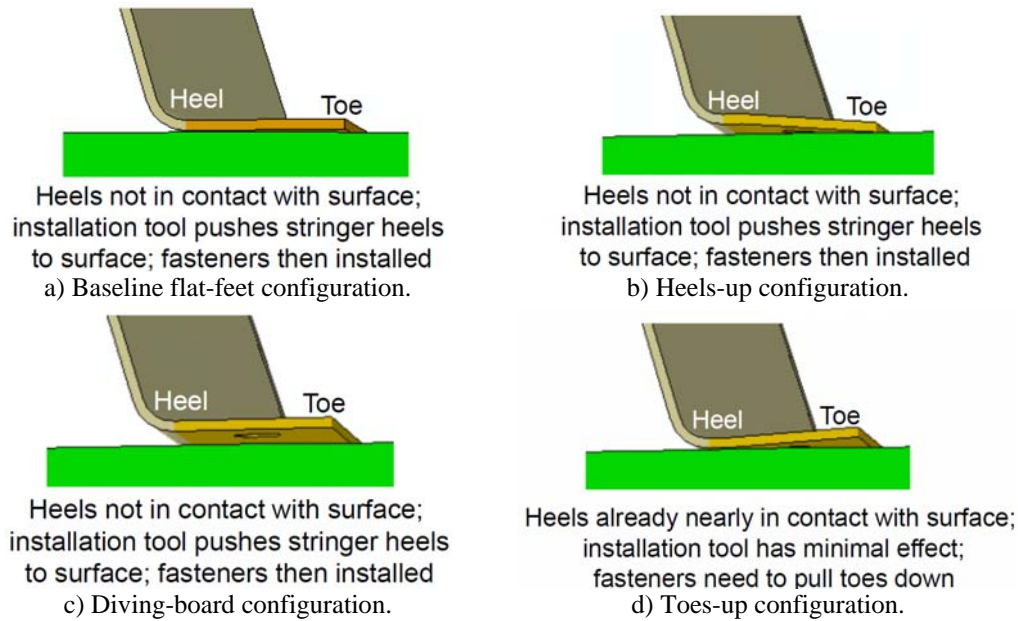 Heel Toe
Heels not in contact with surface;
installation tool pushes stringer heels
to surface; fasteners then installed
a) Baseline flat-feet configuration.
Heel Toe
Heels not in contact with surface;
installation tool pushes stringer heels
to surface; fasteners then installed
b) Heels-up configuration.
Heel Toe
Heels not in contact with surface;
installation tool pushes stringer heels
to surface; fasteners then installed
c) Diving-board configuration.
Heel Toe
Heels already nearly in contact with surface;
installation tool has minimal effect;
fasteners need to pull toes down
d) Toes-up configuration.